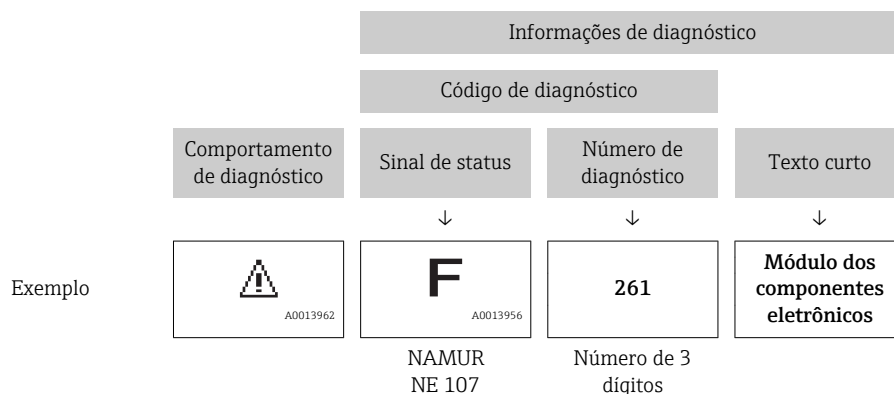 Informações de diagnóstico
Código de diagnóstico
Comportamento
de diagnóstico
Sinal de status
Número de
diagnóstico
Texto curto
↓ ↓ ↓
Exemplo
A0013962
F
A0013956
261
Módulo dos
componentes
eletrônicos
NAMUR
NE 107
Número de 3
dígitos